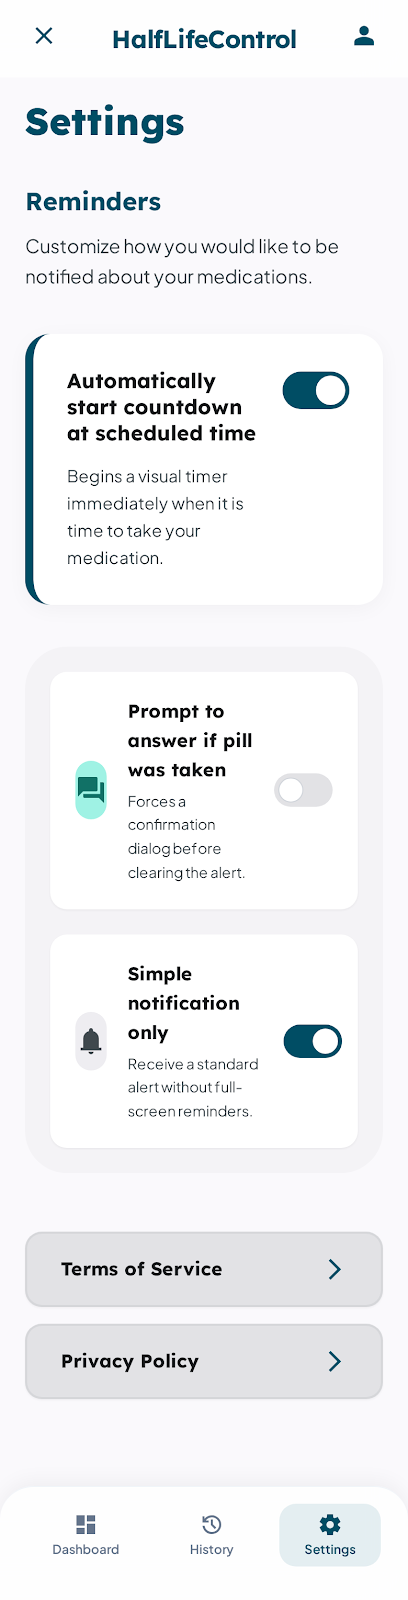 HalfLifeControl
Settings
Reminders
Customize how you would like to be
notified about your medications.
Automatically
start countdown
at scheduled time
Begins a visual timer
immediately when it is
time to take your
medication.
Prompt to
answer if pill
was taken
Forces a
confirmation
dialog before
clearing the alert.
Simple
notification
only
Receive a standard
alert without full-
screen reminders.
Terms of Service
Privacy Policy
Dashboard
History
Settings